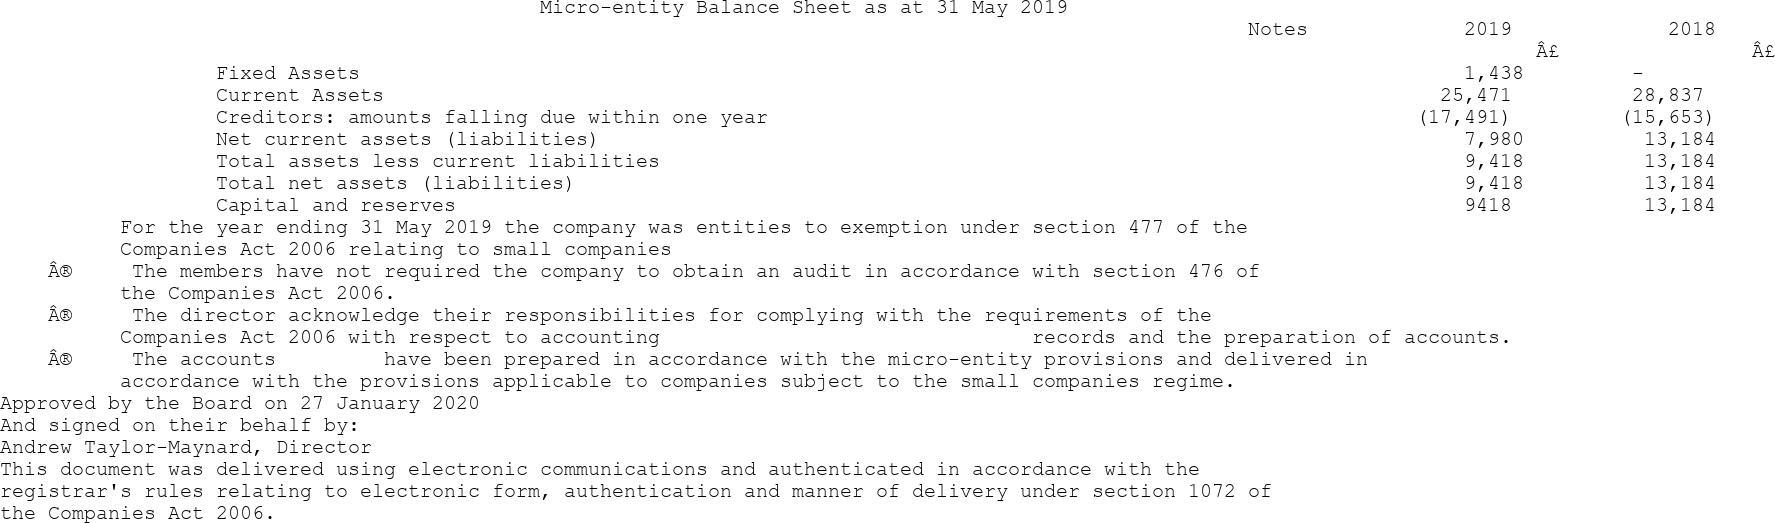 Micro-entity Balance Sheet as at 31 May 2019
Notes 2019 2018
Â£ Â£
Fixed Assets 1,438 -
Current Assets 25,471 28,837
Creditors: amounts falling due within one year (17,491) (15,653)
Net current assets (liabilities) 7,980 13,184
Total assets less current liabilities 9,418 13,184
Total net assets (liabilities) 9,418 13,184
Capital and reserves 9418 13,184
For the year ending 31 May 2019 the company was entities to exemption under section 477 of the
Companies Act 2006 relating to small companies
Â® The members have not required the company to obtain an audit in accordance with section 476 of
the Companies Act 2006.
Â® The director acknowledge their responsibilities for complying with the requirements of the
Companies Act 2006 with respect to accounting records and the preparation of accounts.
Â® The accounts have been prepared in accordance with the micro-entity provisions and delivered in
accordance with the provisions applicable to companies subject to the small companies regime.
Approved by the Board on 27 January 2020
And signed on their behalf by:
Andrew Taylor-Maynard, Director
This document was delivered using electronic communications and authenticated in accordance with the
registrar's rules relating to electronic form, authentication and manner of delivery under section 1072 of
the Companies Act 2006.